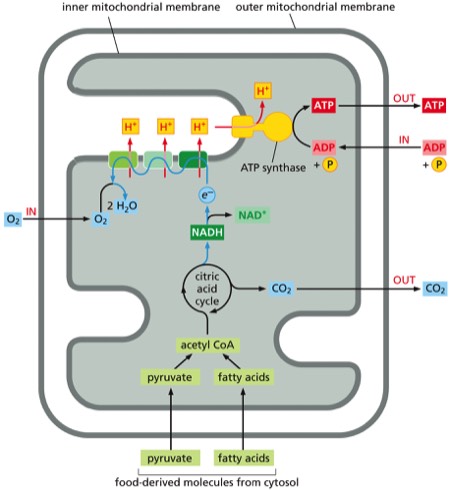 inner mitochondrial membrane
outer mitochondrial membrane
H⁺
H⁺
H⁺
H⁺
ATP
OUT
ATP
ADP
+ P
IN
ADP
+ P
ATP synthase
e⁻
2 H₂O
O₂
IN
O₂
NAD⁺
NADH
citric
acid
cycle
CO₂
OUT
CO₂
acetyl CoA
pyruvate
fatty acids
pyruvate
fatty acids
food-derived molecules from cytosol